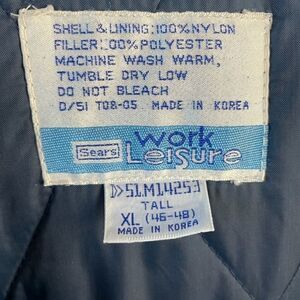 SHELL & LINING: 100% NYLON
FILLER: 100% POLYESTER
MACHINE WASH WARM,
TUMBLE DRY LOW
DO NOT BLEACH
D/51 T08-05 MADE IN KOREA
Sears work Leisure
51M14253
TALL
XL (46-48)
MADE IN KOREA